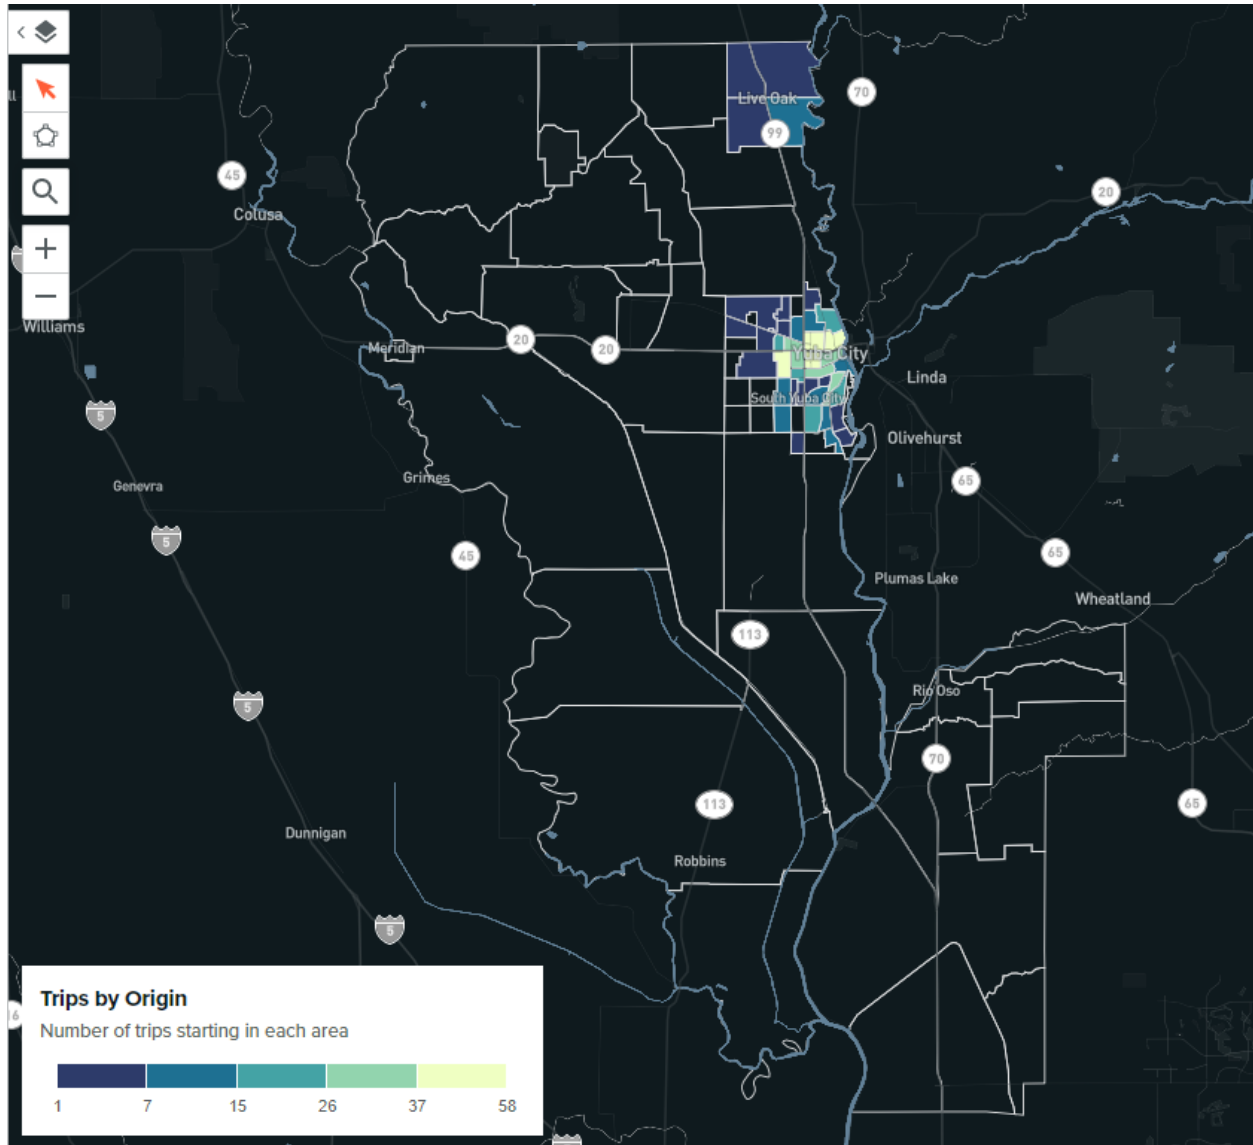 Live Oak
70
99
45
20
Colusa
Williams
20
20
Meridian
Yuba City
Linda
South Yuba City
5
Olivehurst
Grimes
65
Genevra
5
45
65
Plumas Lake
Wheatland
113
Rio Oso
5
70
113
65
Dunnigan
Robbins
5
Trips by Origin
Number of trips starting in each area
1 7 15 26 37 58